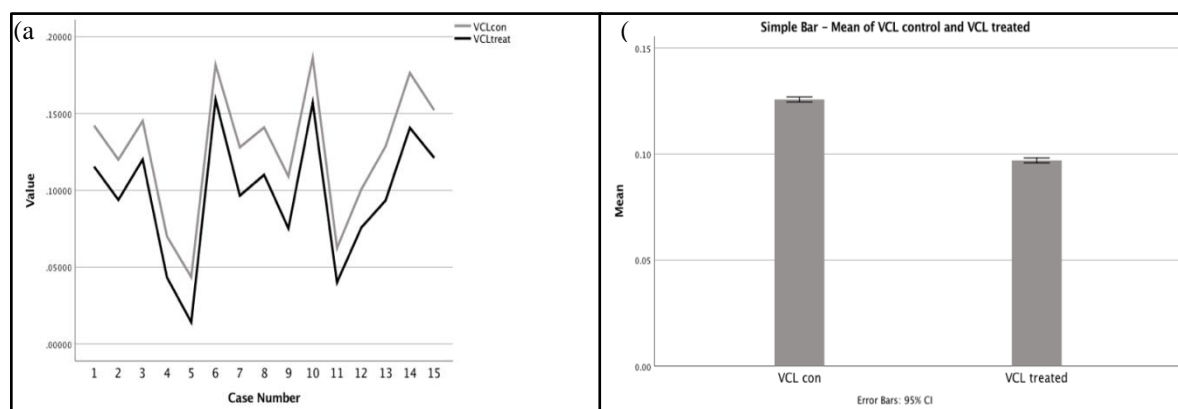 (a
VCLcon
VCLtreat
.20000
.15000
.10000
.05000
.00000
Value
1 2 3 4 5 6 7 8 9 10 11 12 13 14 15
Case Number
(
Simple Bar – Mean of VCL control and VCL treated
0.15
0.10
0.05
0.00
Mean
VCL con VCL treated
Error Bars: 95% CI